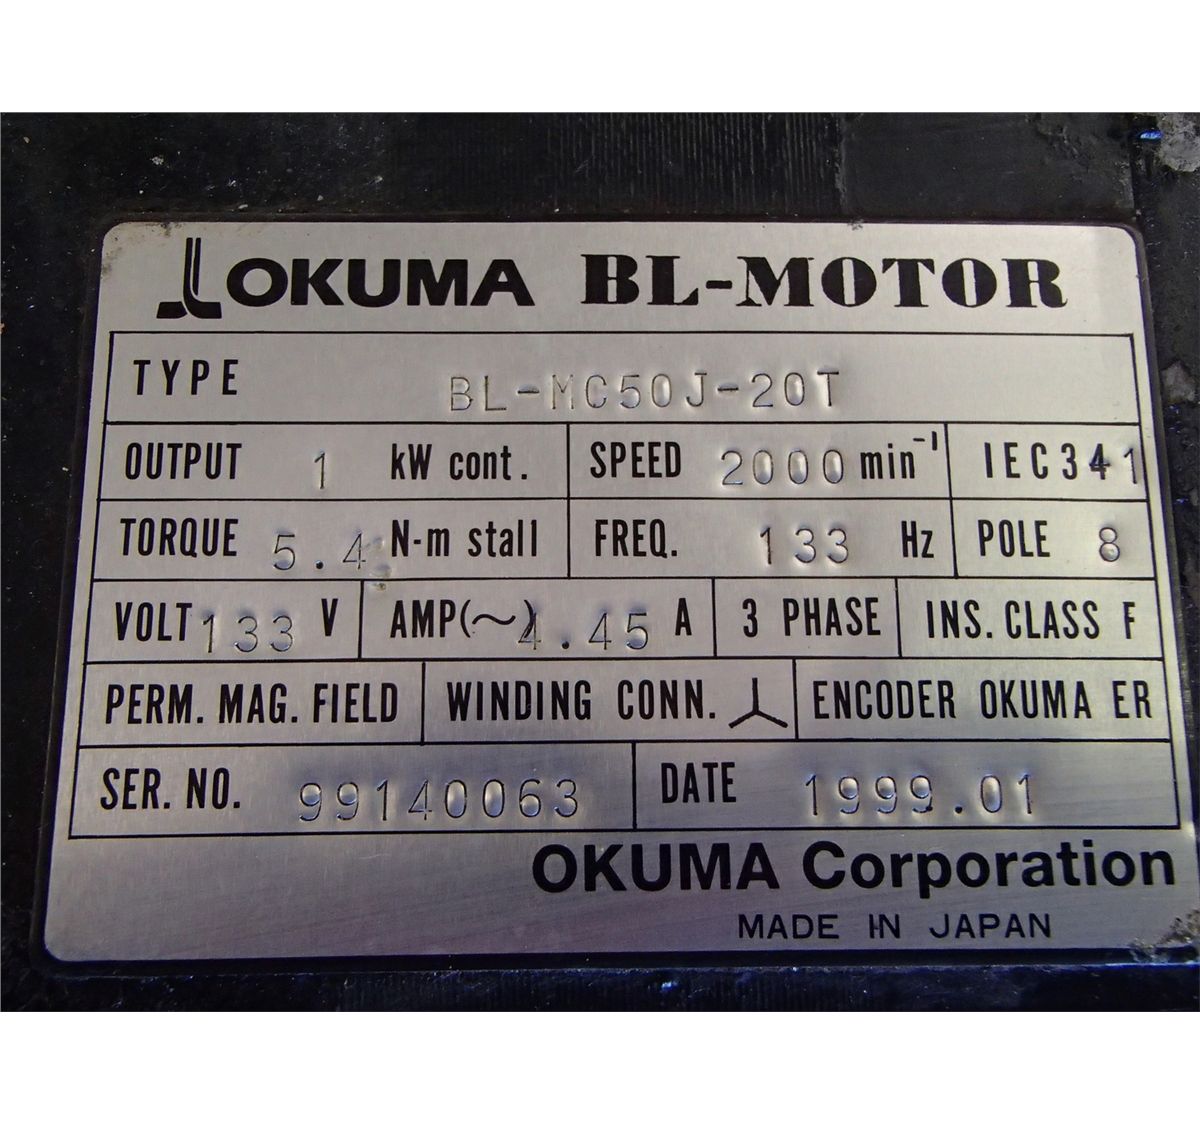 OKUMA BL-MOTOR
TYPE BL-MC50J-20T
OUTPUT 1 kW cont. SPEED 2000 min⁻¹ IEC341
TORQUE 5.4 N-m stall FREQ. 133 Hz POLE 8
VOLT 133 V AMP(~) 4.45 A 3 PHASE INS. CLASS F
PERM. MAG. FIELD WINDING CONN. ENCODER OKUMA ER
SER. NO. 99140063 DATE 1999.01
OKUMA Corporation
MADE IN JAPAN